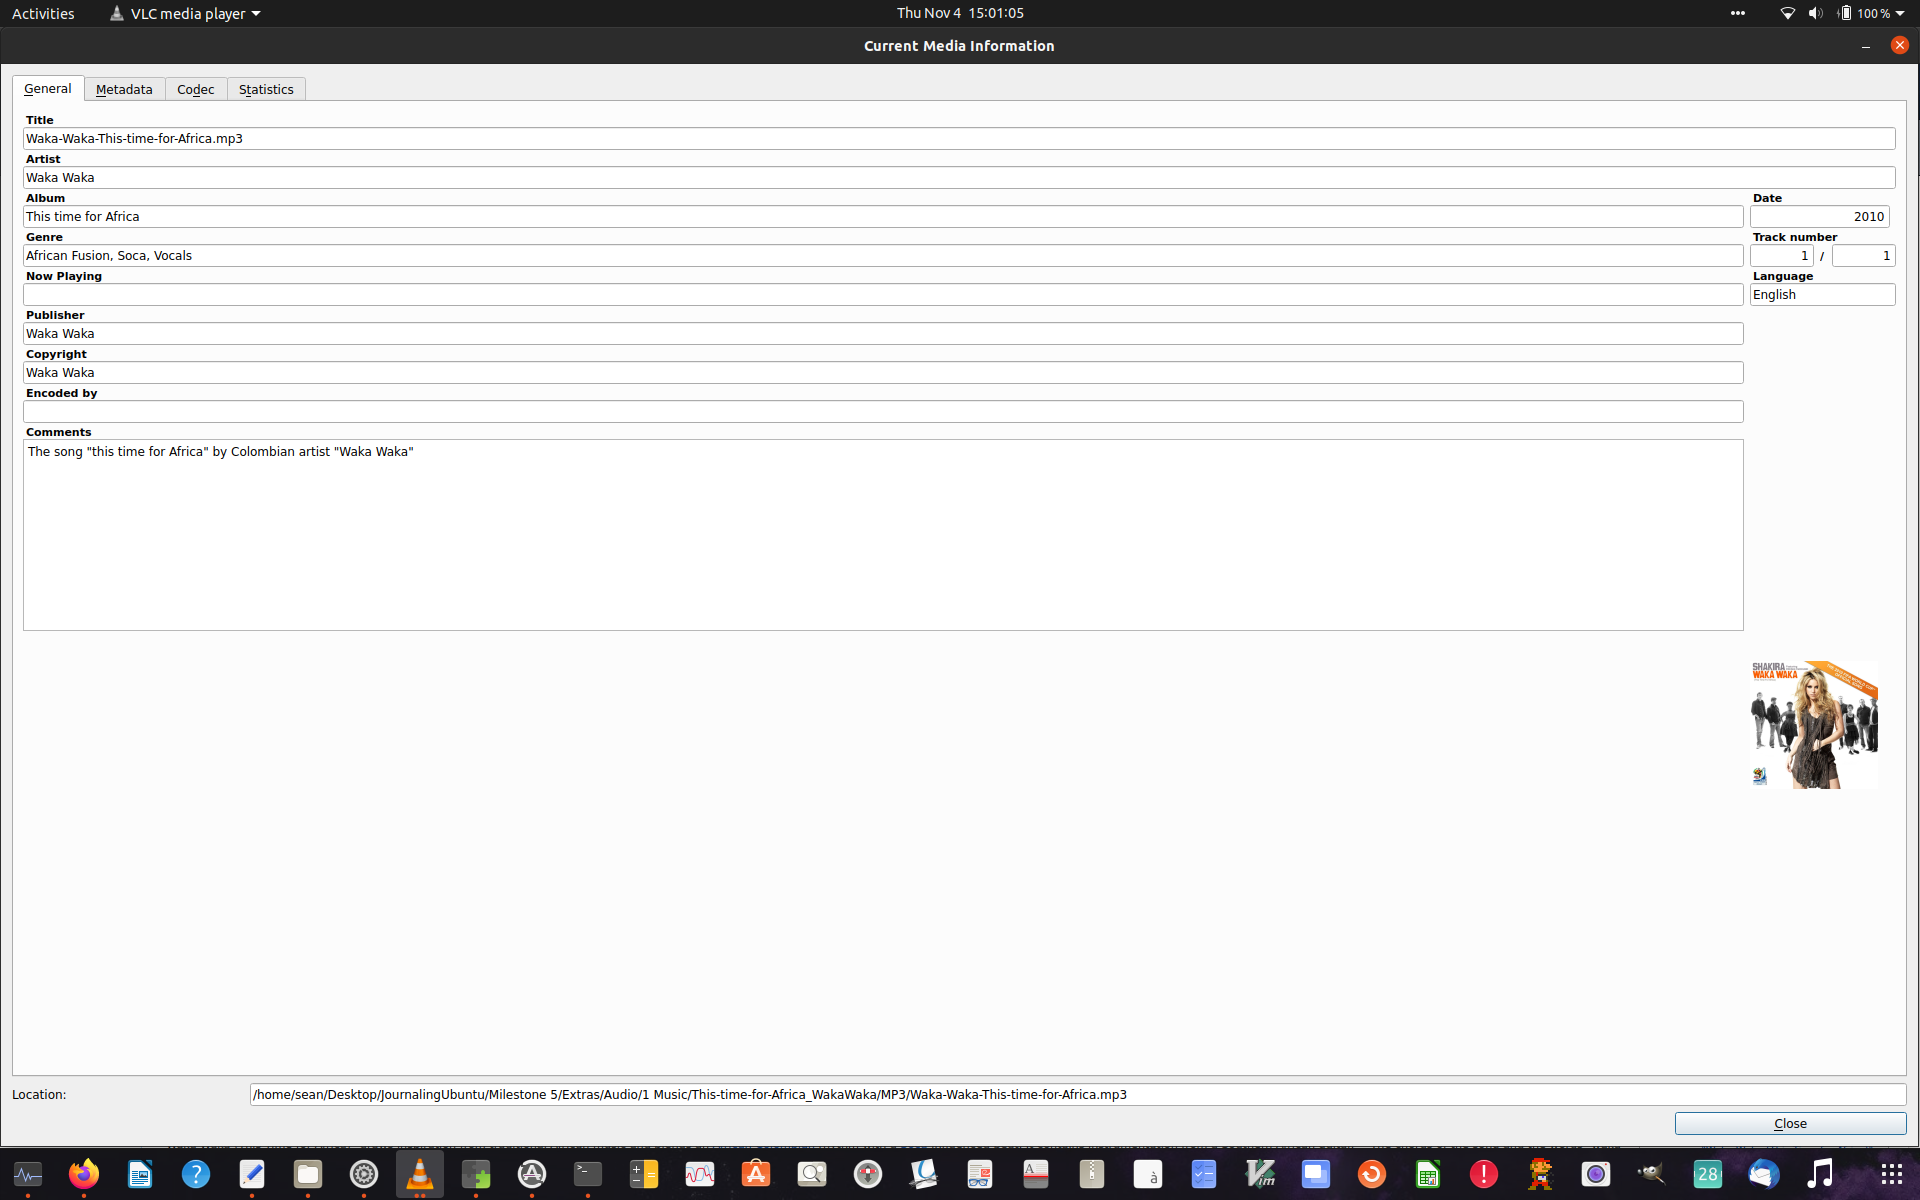 Activities VLC media player Thu Nov 4 15:01:05 100 %
Current Media Information
General Metadata Codec Statistics
Title
Waka-Waka-This-time-for-Africa.mp3
Artist
Waka Waka
Album Date
This time for Africa 2010
Genre Track number
African Fusion, Soca, Vocals 1 / 1
Now Playing Language
English
Publisher
Waka Waka
Copyright
Waka Waka
Encoded by
Comments
The song "this time for Africa" by Colombian artist "Waka Waka"
SHAKIRA
WAKA WAKA
Location: /home/sean/Desktop/JournalingUbuntu/Milestone 5/Extras/Audio/1 Music/This-time-for-Africa_WakaWaka/MP3/Waka-Waka-This-time-for-Africa.mp3
Close
28